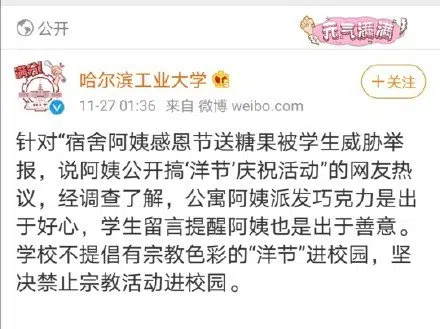 公开
元气满满
哈尔滨工业大学
+关注
11-27 01:36 来自 微博 weibo.com
针对“宿舍阿姨感恩节送糖果被学生威胁举
报，说阿姨公开搞‘洋节’庆祝活动”的网友热
议，经调查了解，公寓阿姨派发巧克力是出
于好心，学生留言提醒阿姨也是出于善意。
学校不提倡有宗教色彩的“洋节”进校园，坚
决禁止宗教活动进校园。